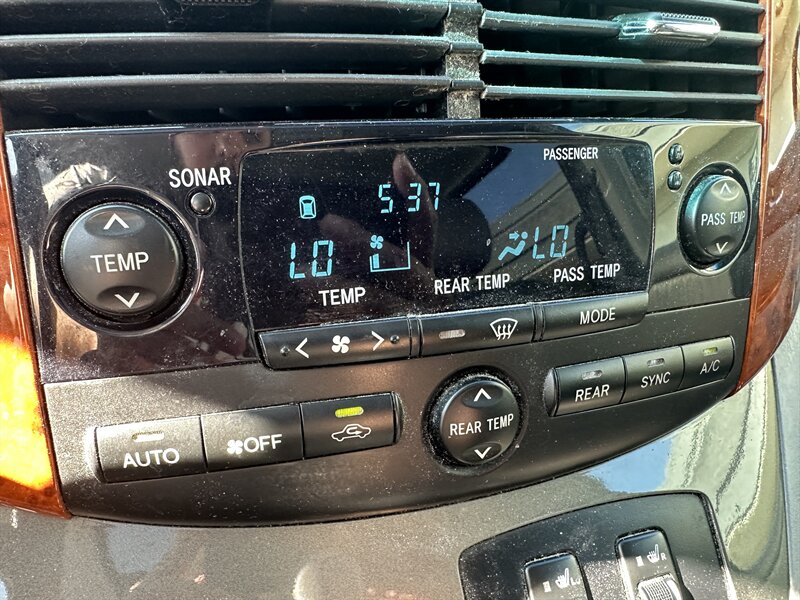 PASSENGER
SONAR
5 37
TEMP
PASS TEMP
LO
LO
TEMP
REAR TEMP
PASS TEMP
MODE
REAR
SYNC
A/C
REAR TEMP
AUTO
OFF
L
R